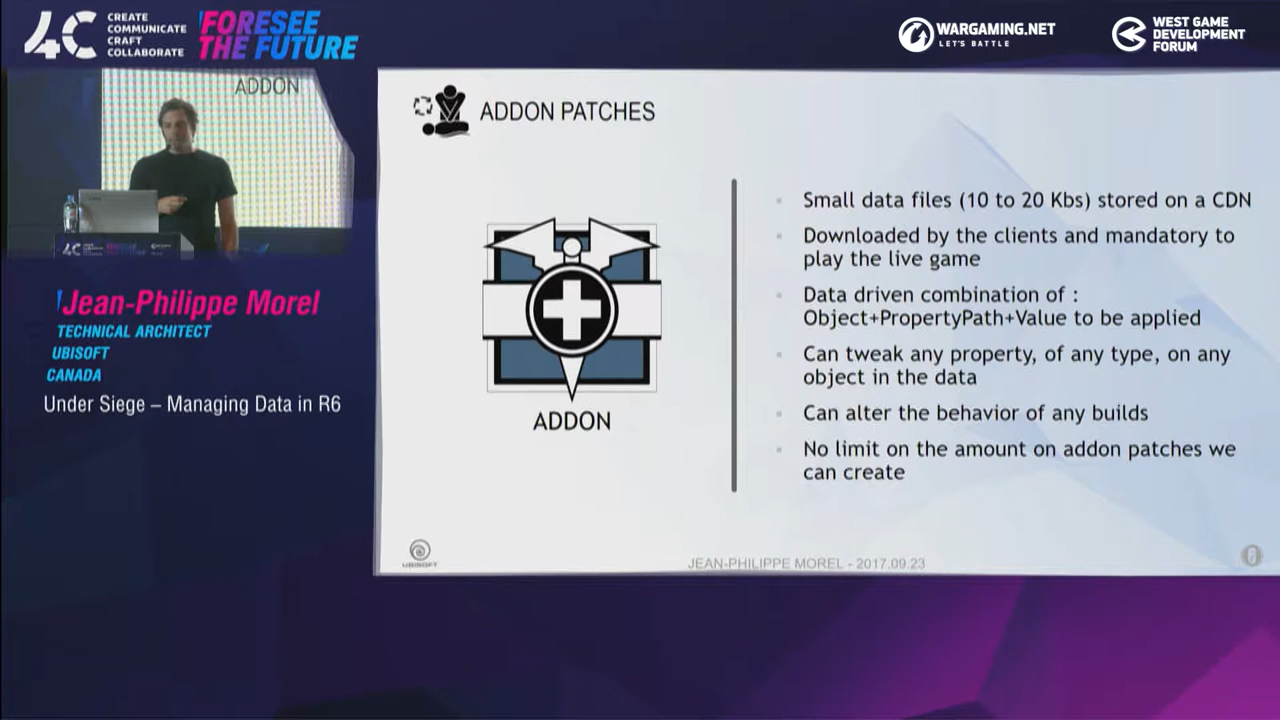 4C
CREATE
COMMUNICATE
CRAFT
COLLABORATE
FORESEE
THE FUTURE
WARGAMING.NET
LET'S BATTLE
WEST GAME
DEVELOPMENT
FORUM
ADDON
Jean-Philippe Morel
TECHNICAL ARCHITECT
UBISOFT
CANADA
Under Siege – Managing Data in R6
ADDON PATCHES
ADDON
Small data files (10 to 20 Kbs) stored on a CDN
Downloaded by the clients and mandatory to
play the live game
Data driven combination of :
Object+PropertyPath+Value to be applied
Can tweak any property, of any type, on any
object in the data
Can alter the behavior of any builds
No limit on the amount on addon patches we
can create
UBISOFT
JEAN-PHILIPPE MOREL - 2017.09.23